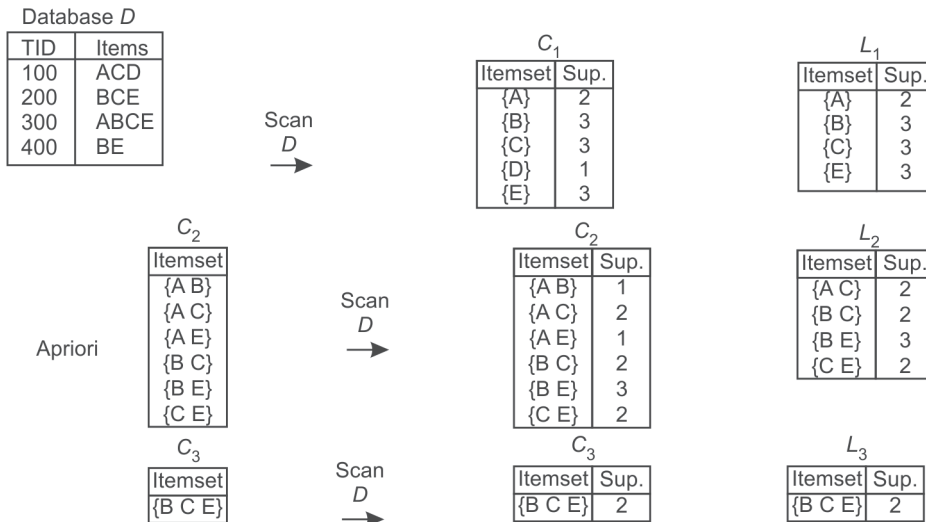 Database D
TID Items
100 ACD
200 BCE
300 ABCE
400 BE
Scan
D
C1
Itemset Sup.
{A} 2
{B} 3
{C} 3
{D} 1
{E} 3
L1
Itemset Sup.
{A} 2
{B} 3
{C} 3
{E} 3
Apriori
C2
Itemset
{A B}
{A C}
{A E}
{B C}
{B E}
{C E}
Scan
D
C2
Itemset Sup.
{A B} 1
{A C} 2
{A E} 1
{B C} 2
{B E} 3
{C E} 2
L2
Itemset Sup.
{A C} 2
{B C} 2
{B E} 3
{C E} 2
C3
Itemset
{B C E}
Scan
D
C3
Itemset Sup.
{B C E} 2
L3
Itemset Sup.
{B C E} 2